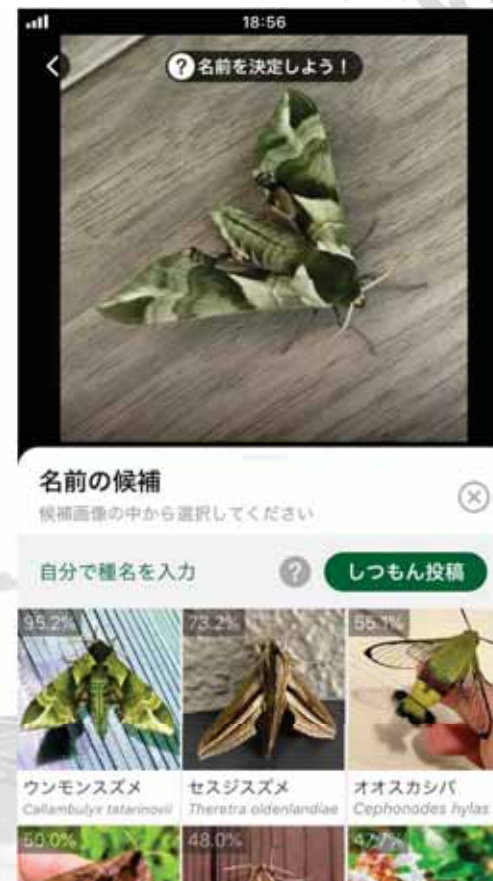 18:56
? 名前を決定しよう！
名前の候補
候補画像の中から選択してください
自分で種名を入力
?
しつもん投稿
95.2%
73.2%
55.1%
ウンモンスズメ
セスジスズメ
オオスカシバ
Callambulyx tatarinovii
Theretra oldenlandiae
Cephonodes hylas
50.0%
48.0%
47.7%